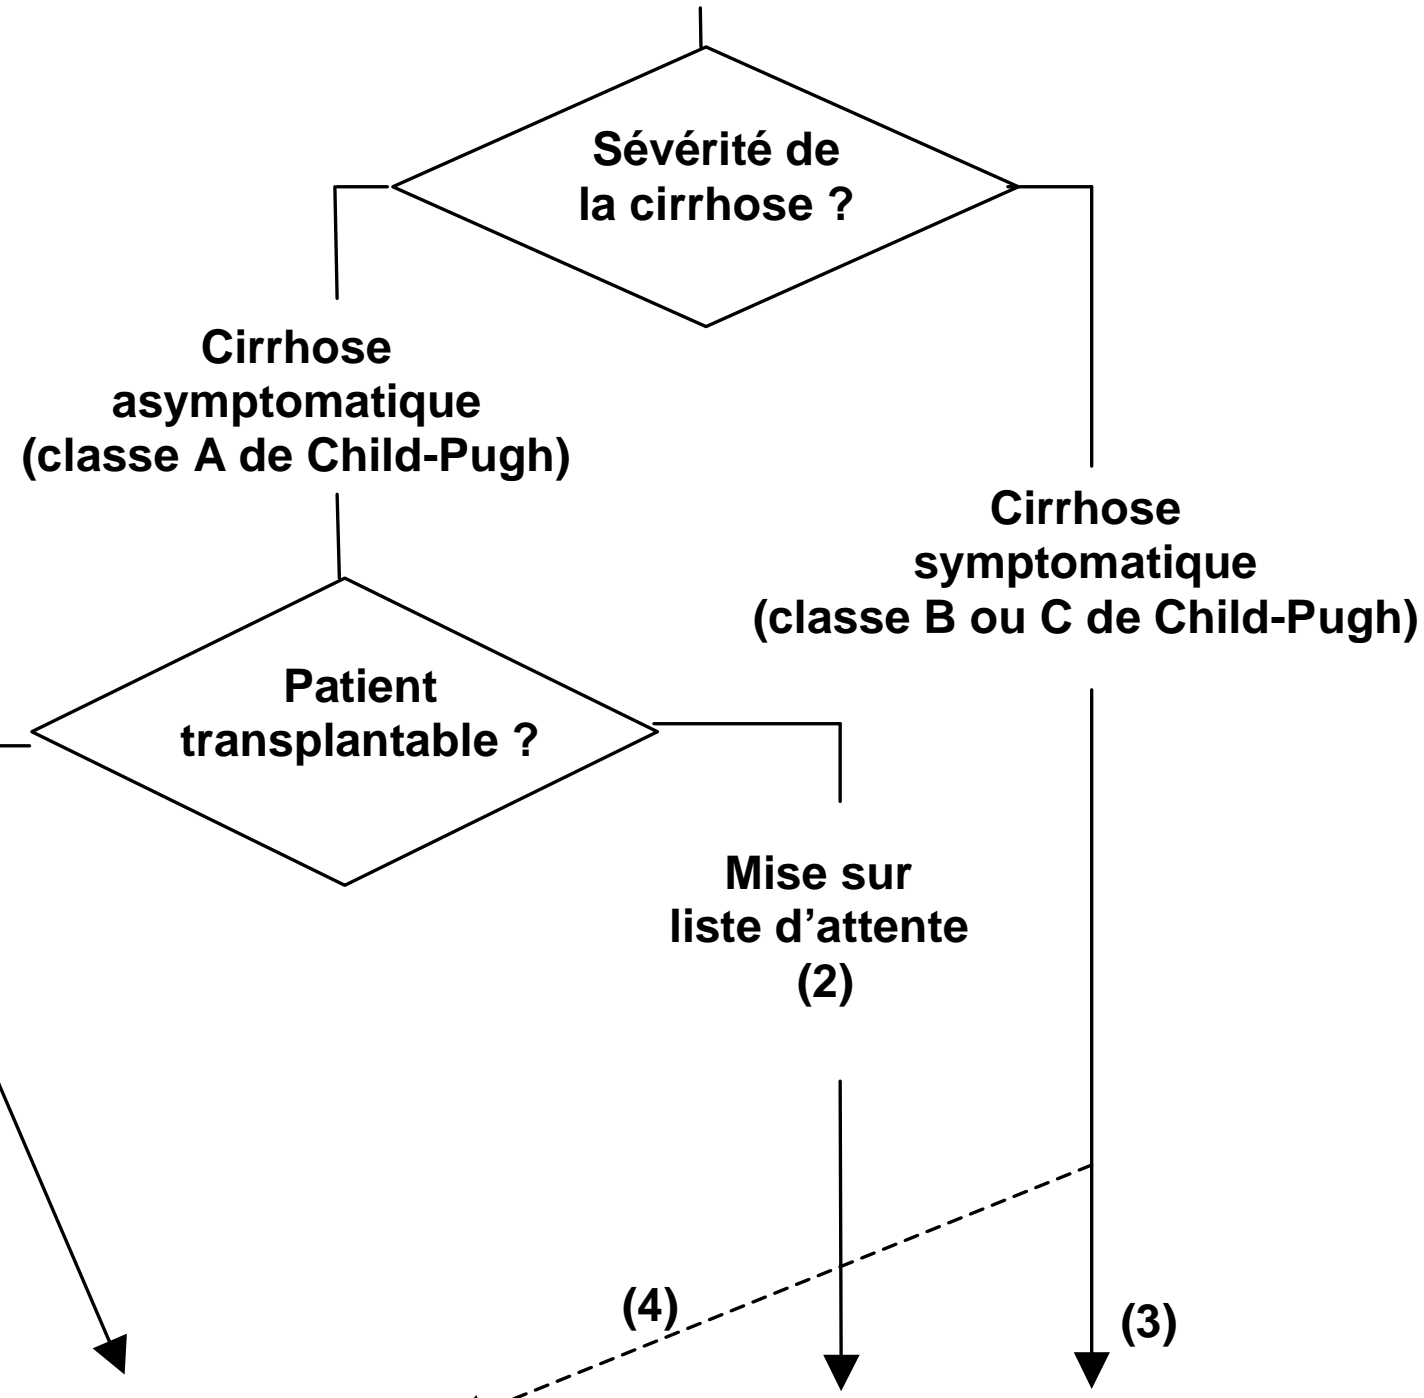 Sévérité de
la cirrhose ?
Cirrhose
asymptomatique
(classe A de Child-Pugh)
Cirrhose
symptomatique
(classe B ou C de Child-Pugh)
Patient
transplantable ?
Mise sur
liste d’attente
(2)
(4)
(3)